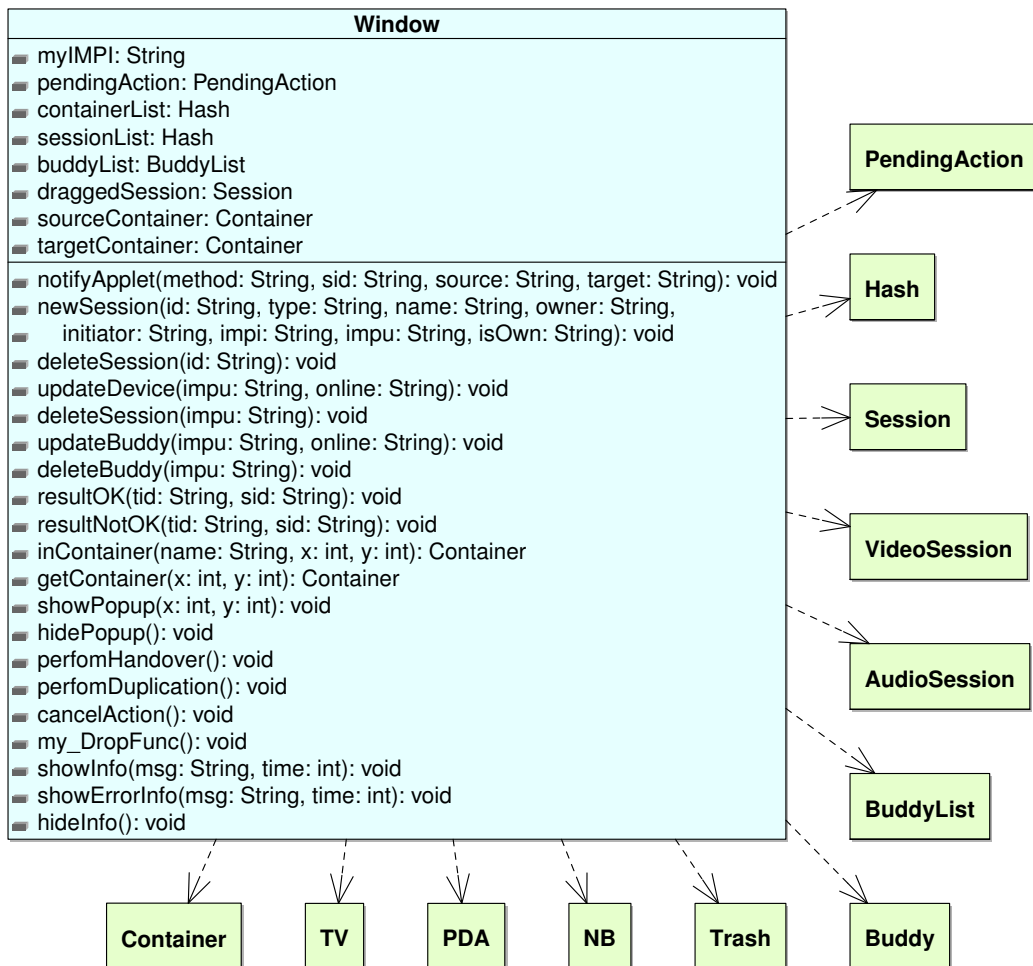 Window
myIMPI: String
pendingAction: PendingAction
containerList: Hash
sessionList: Hash
buddyList: BuddyList
draggedSession: Session
sourceContainer: Container
targetContainer: Container
notifyApplet(method: String, sid: String, source: String, target: String): void
newSession(id: String, type: String, name: String, owner: String,
initiator: String, impi: String, impu: String, isOwn: String): void
deleteSession(id: String): void
updateDevice(impu: String, online: String): void
deleteSession(impu: String): void
updateBuddy(impu: String, online: String): void
deleteBuddy(impu: String): void
resultOK(tid: String, sid: String): void
resultNotOK(tid: String, sid: String): void
inContainer(name: String, x: int, y: int): Container
getContainer(x: int, y: int): Container
showPopup(x: int, y: int): void
hidePopup(): void
perfomHandover(): void
perfomDuplication(): void
cancelAction(): void
my_DropFunc(): void
showInfo(msg: String, time: int): void
showErrorInfo(msg: String, time: int): void
hideInfo(): void
PendingAction
Hash
Session
VideoSession
AudioSession
BuddyList
Container
TV
PDA
NB
Trash
Buddy